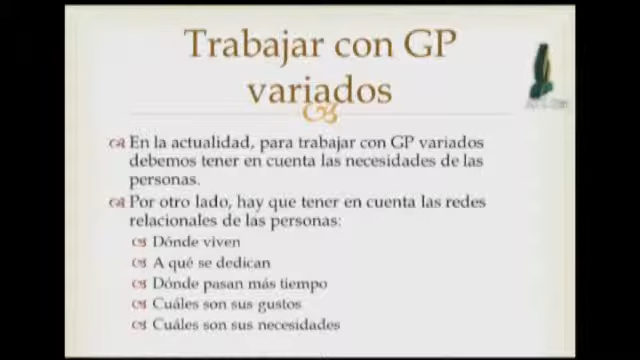 Trabajar con GP
variados
En la actualidad, para trabajar con GP variados
debemos tener en cuenta las necesidades de las
personas.
Por otro lado, hay que tener en cuenta las redes
relacionales de las personas:
Dónde viven
A qué se dedican
Dónde pasan más tiempo
Cuáles son sus gustos
Cuáles son sus necesidades